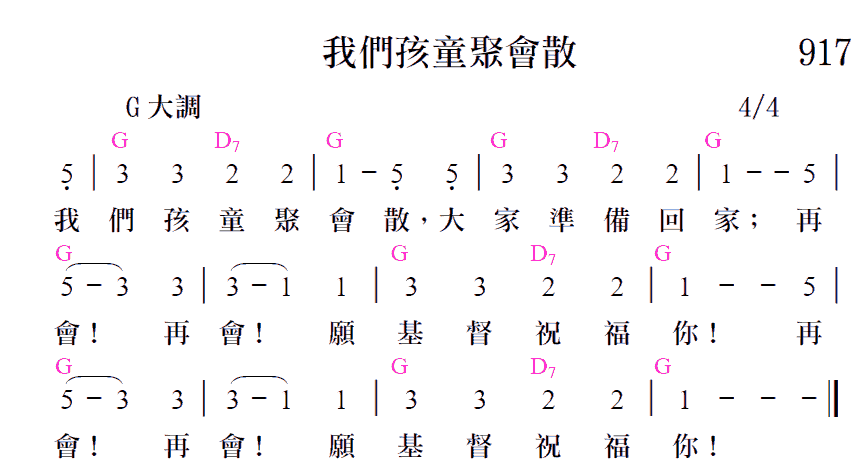 我們孩童聚會散 917
G 大調 4/4
G D7 G G D7 G
5 | 3 3 2 2 | 1 - 5 5 | 3 3 2 2 | 1 - - 5 |
我 們 孩 童 聚 會 散，大 家 準 備 回 家；再
G G D7 G
5 - 3 3 | 3 - 1 1 | 3 3 2 2 | 1 - - 5 |
會！ 再 會！ 願 基 督 祝 福 你！ 再
G G D7 G
5 - 3 3 | 3 - 1 1 | 3 3 2 2 | 1 - - - ||
會！ 再 會！ 願 基 督 祝 福 你！